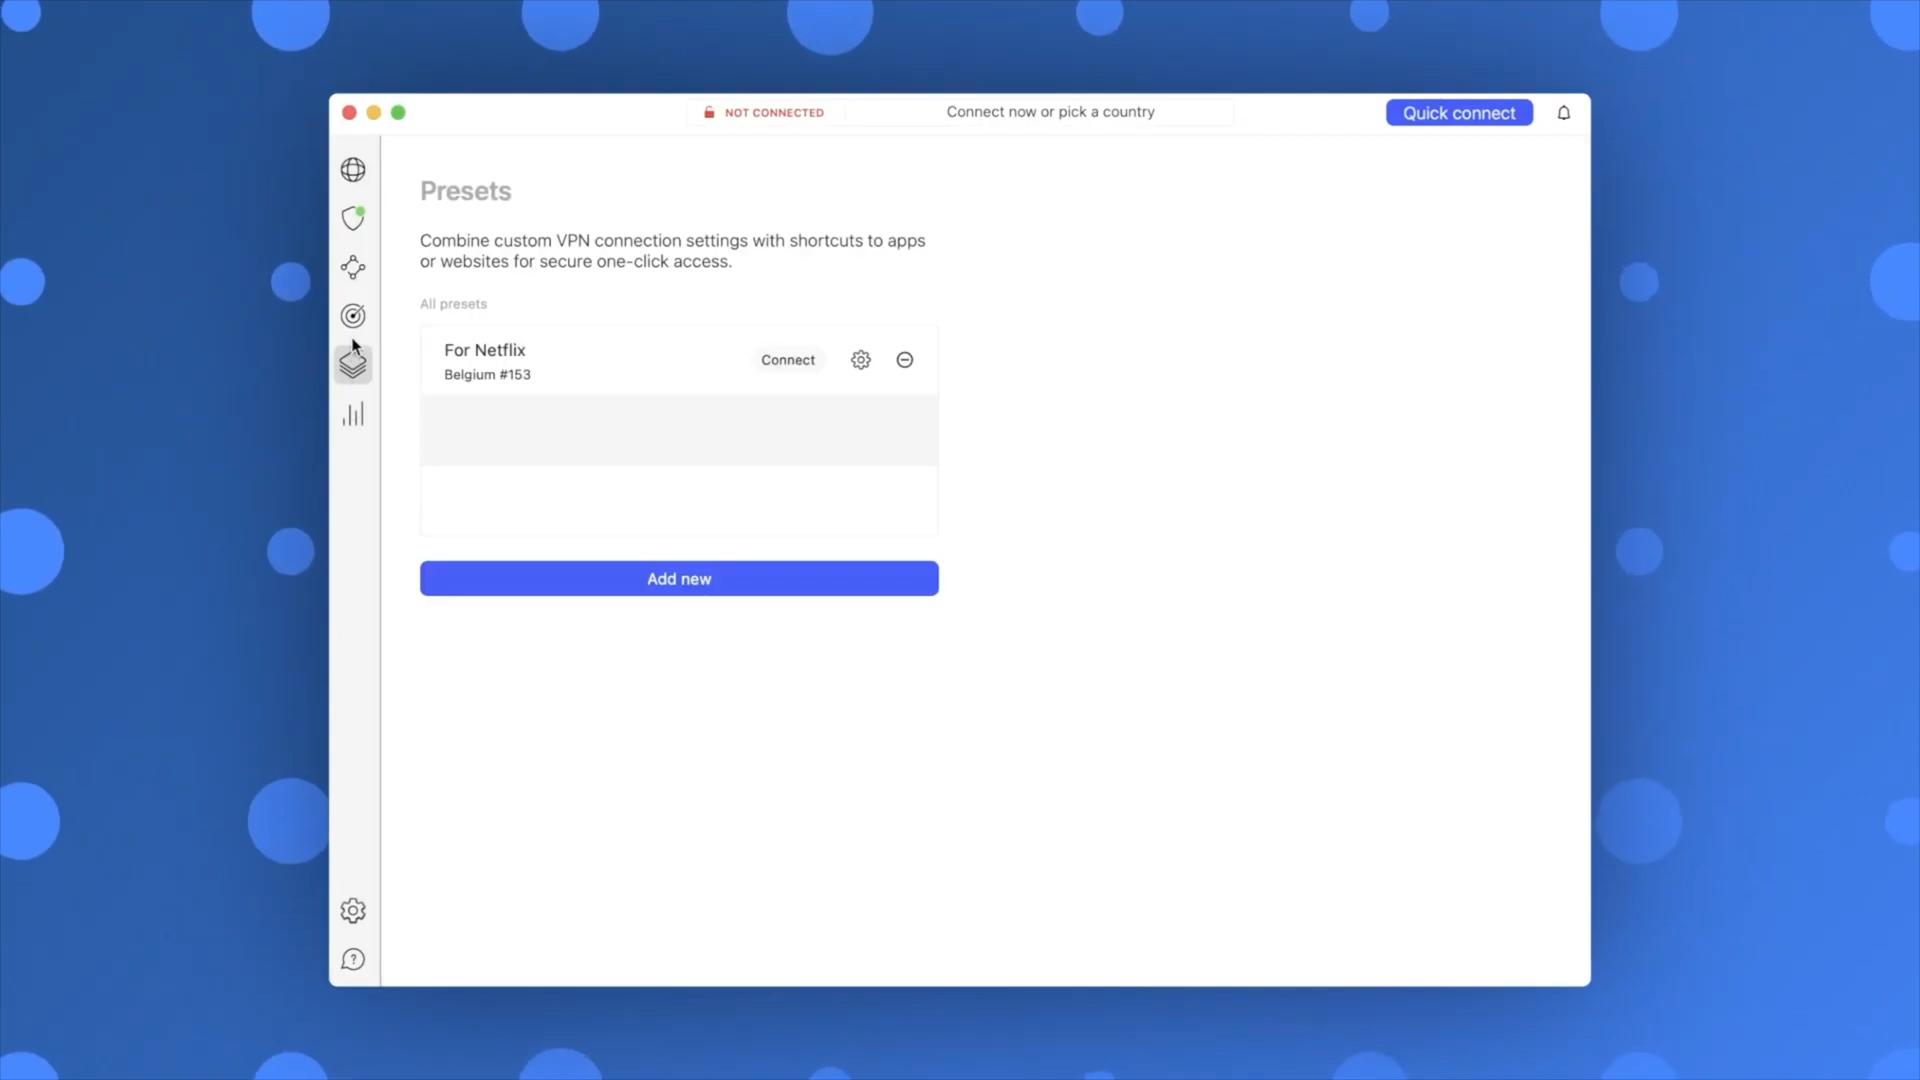 NOT CONNECTED
Connect now or pick a country
Quick connect
Presets
Combine custom VPN connection settings with shortcuts to apps
or websites for secure one-click access.
All presets
For Netflix
Connect
Belgium #153
Add new
?